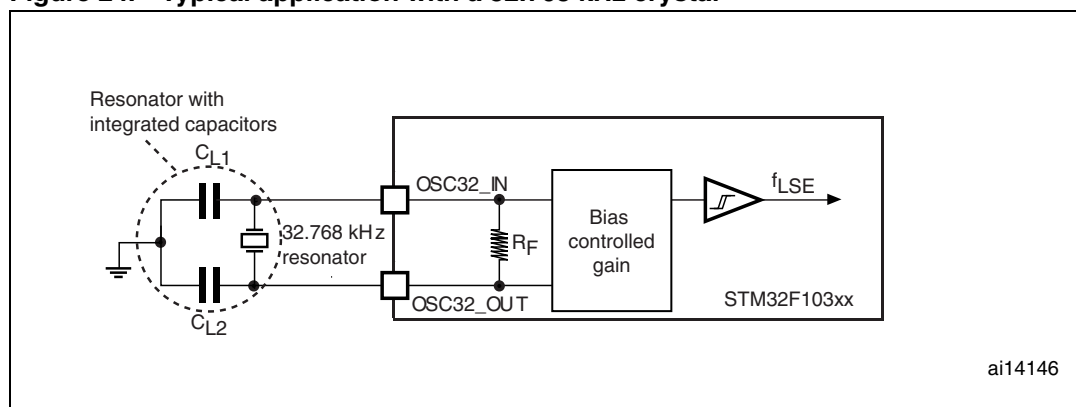 Resonator with
integrated capacitors
CL1
OSC32_IN
fLSE
32.768 kHz
resonator
RF
Bias
controlled
gain
OSC32_OUT
STM32F103xx
CL2
ai14146